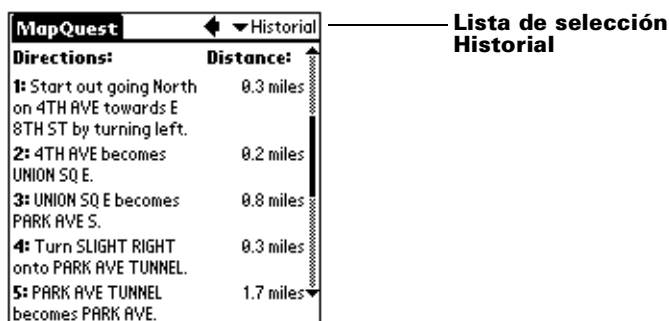 MapQuest Historial
Lista de selección
Historial
Directions: Distance:
1: Start out going North 0.3 miles
on 4TH AVE towards E
8TH ST by turning left.
2: 4TH AVE becomes 0.2 miles
UNION SQ E.
3: UNION SQ E becomes 0.8 miles
PARK AVE S.
4: Turn SLIGHT RIGHT 0.3 miles
onto PARK AVE TUNNEL.
5: PARK AVE TUNNEL 1.7 miles
becomes PARK AVE.